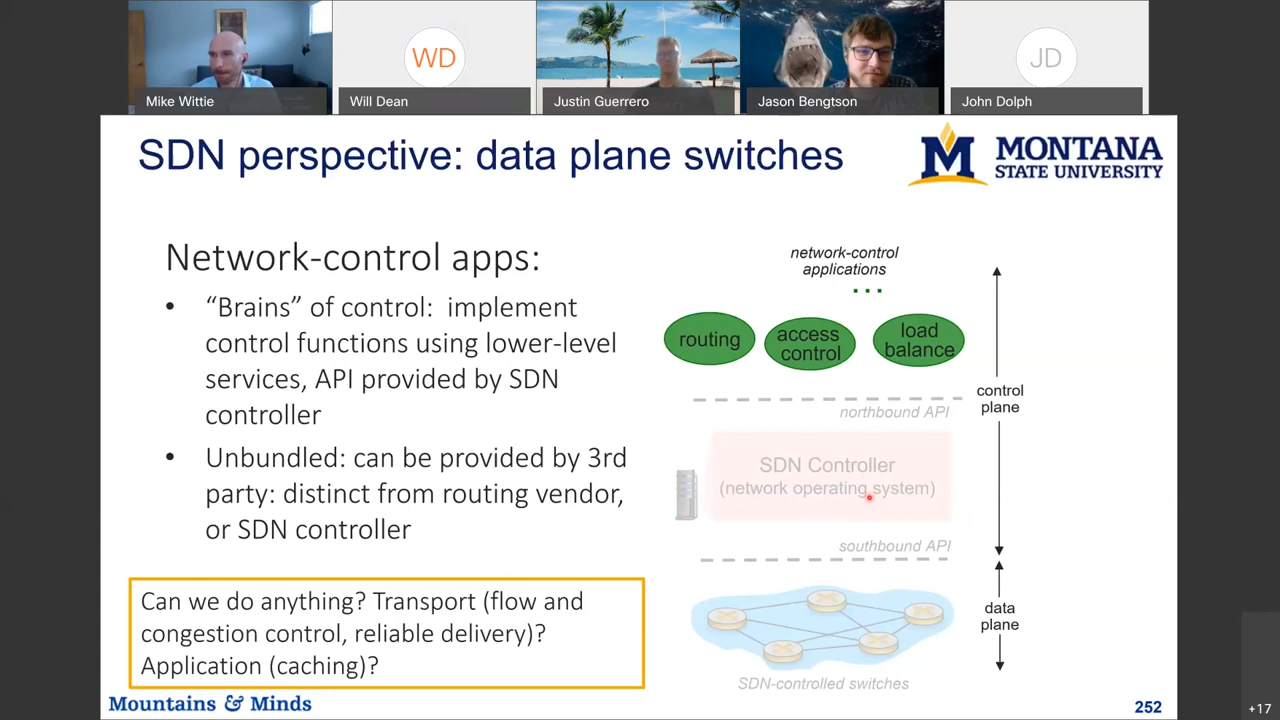 WD
JD
Mike Wittie
Will Dean
Justin Guerrero
Jason Bengtson
John Dolph
SDN perspective: data plane switches
M MONTANA
STATE UNIVERSITY
Network-control apps:
• “Brains” of control: implement
control functions using lower-level
services, API provided by SDN
controller
• Unbundled: can be provided by 3rd
party: distinct from routing vendor,
or SDN controller
Can we do anything? Transport (flow and
congestion control, reliable delivery)?
Application (caching)?
network-control
applications
...
routing
access
control
load
balance
northbound API
control
plane
SDN Controller
(network operating system)
southbound API
data
plane
SDN-controlled switches
Mountains & Minds
252
+17